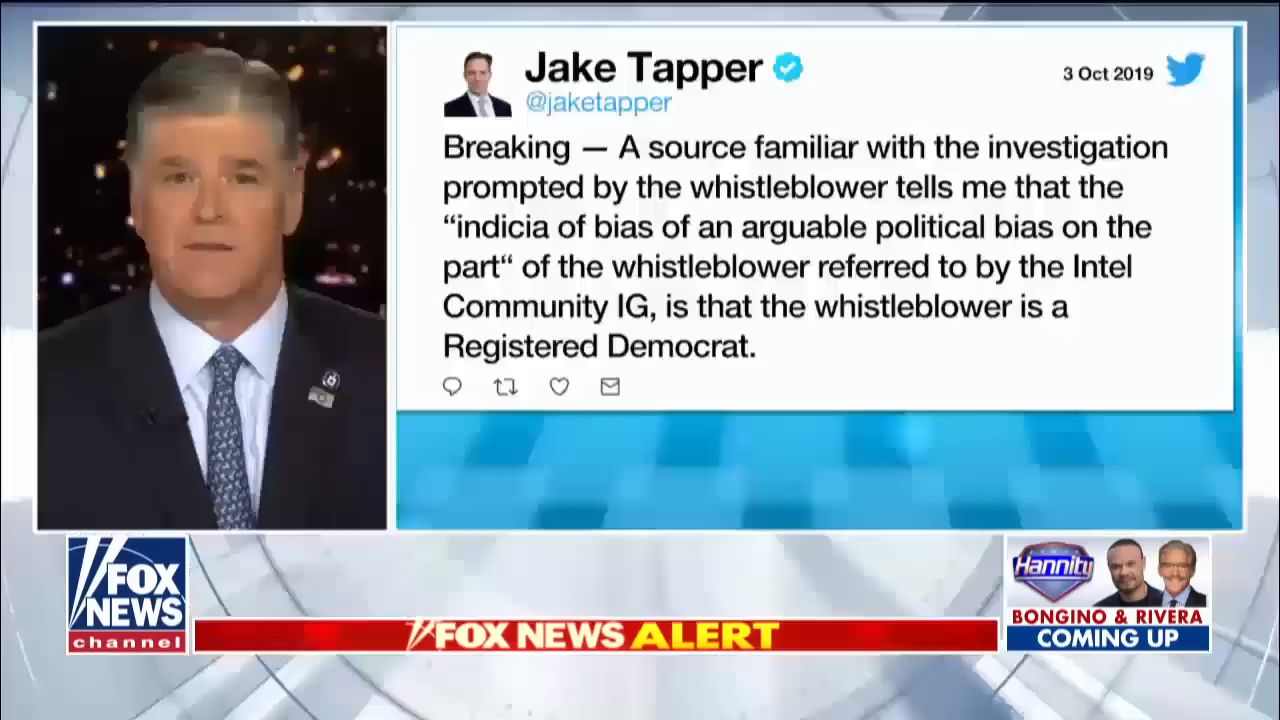 Jake Tapper
@jaketapper
3 Oct 2019
Breaking — A source familiar with the investigation
prompted by the whistleblower tells me that the
“indicia of bias of an arguable political bias on the
part“ of the whistleblower referred to by the Intel
Community IG, is that the whistleblower is a
Registered Democrat.
FOX
NEWS
channel
FOX NEWS ALERT
Hannity
BONGINO & RIVERA
COMING UP